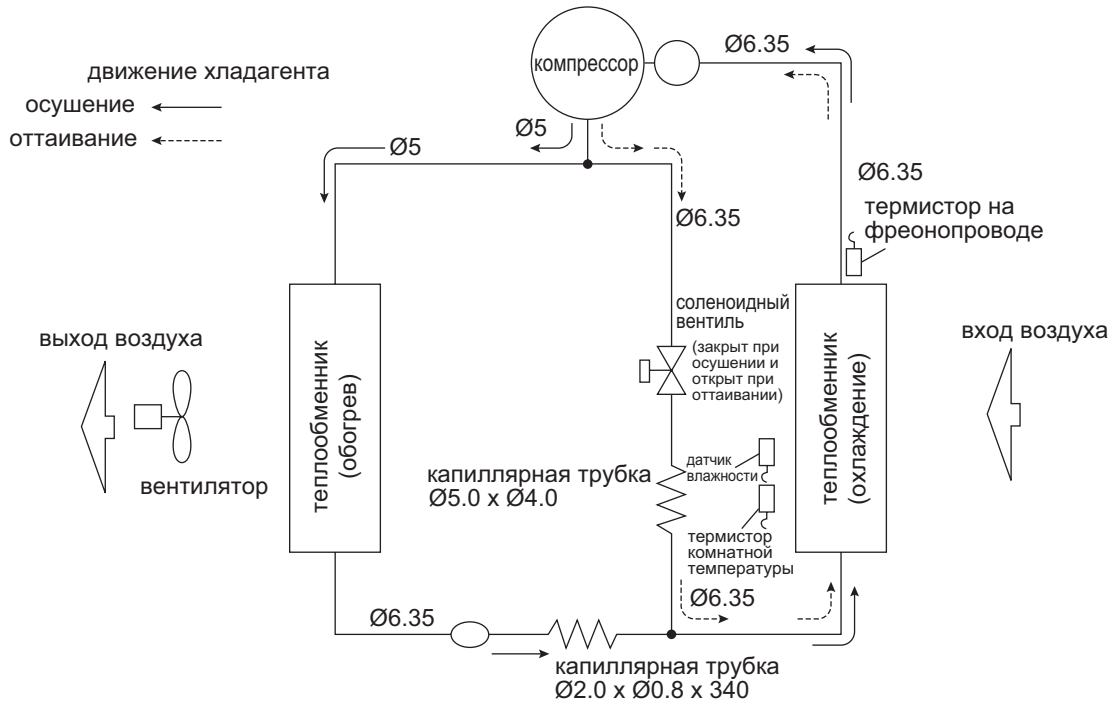 компрессор
Ø6.35
движение хладагента
осушение
оттаивание
Ø5
Ø5
Ø6.35
Ø6.35
термистор на
фреонопроводе
соленоидный
вентиль
(закрыт при
осушении и
открыт при
оттаивании)
выход воздуха
вентилятор
теплообменник
(обогрев)
капиллярная трубка
Ø5.0 x Ø4.0
датчик
влажности
термистор
комнатной
температуры
теплообменник
(охлаждение)
вход воздуха
Ø6.35
Ø6.35
капиллярная трубка
Ø2.0 x Ø0.8 x 340